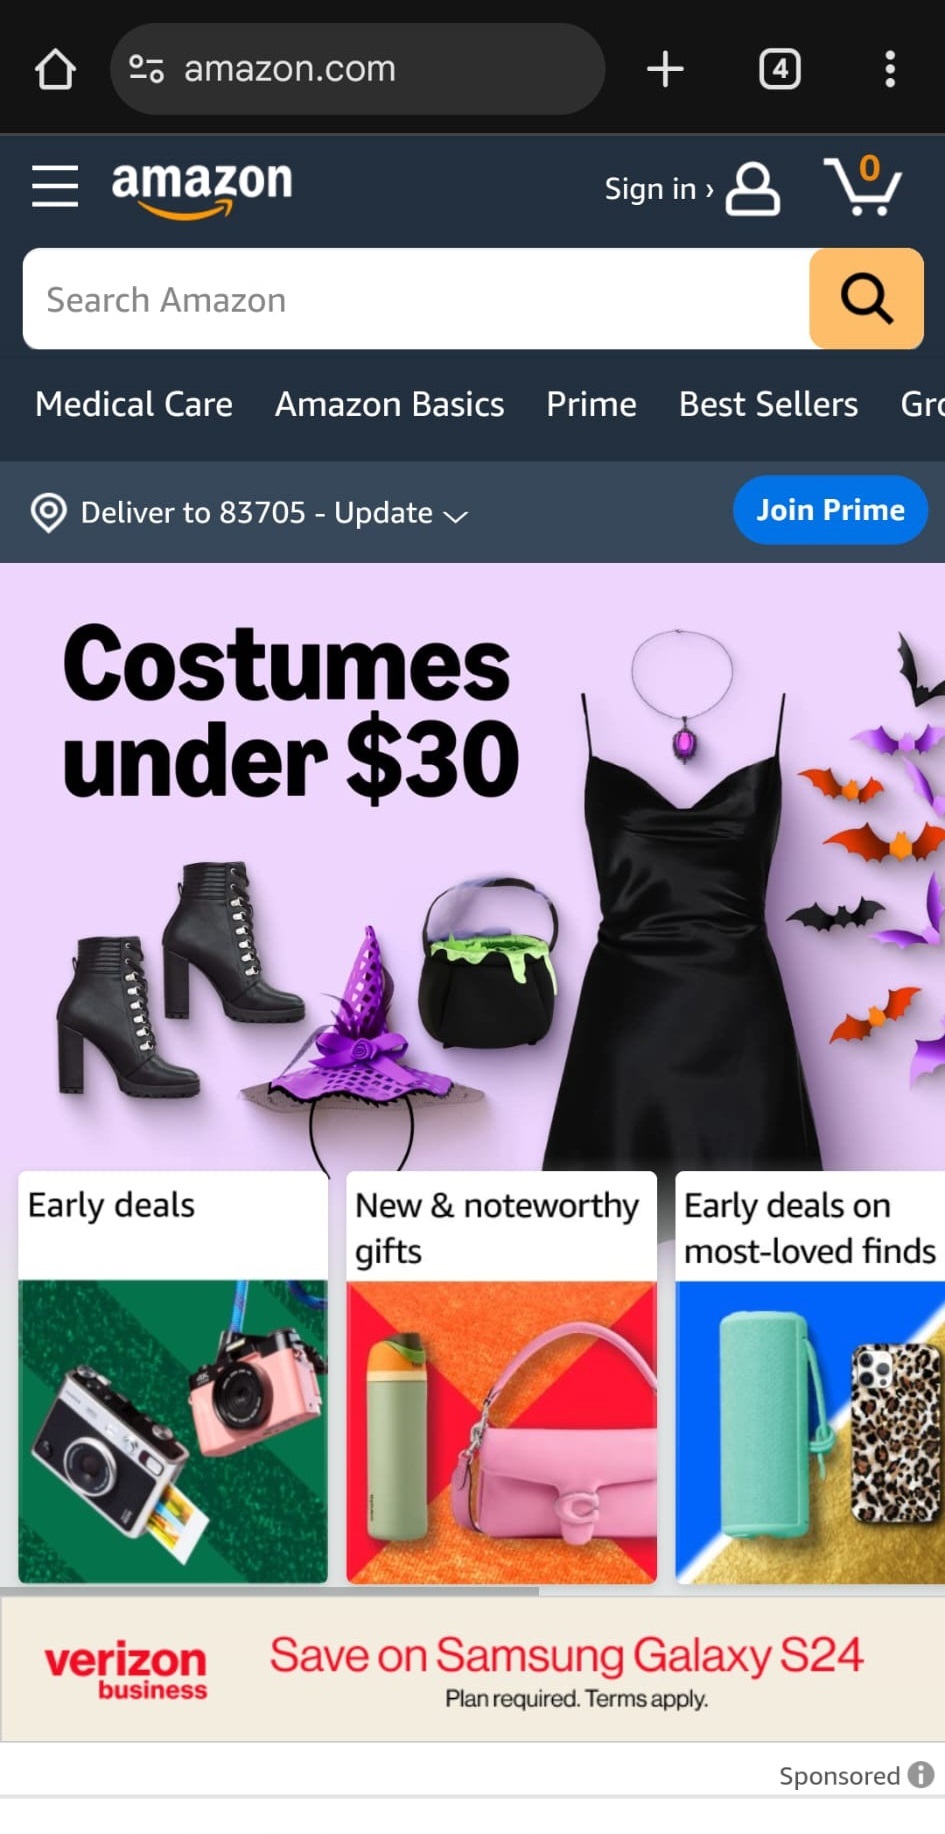 amazon.com
4
amazon
Sign in ›
0
Search Amazon
Medical Care Amazon Basics Prime Best Sellers Gro
Deliver to 83705 - Update
Join Prime
Costumes
under $30
Early deals
New & noteworthy
gifts
Early deals on
most-loved finds
4K
verizon
business
Save on Samsung Galaxy S24
Plan required. Terms apply.
Sponsored